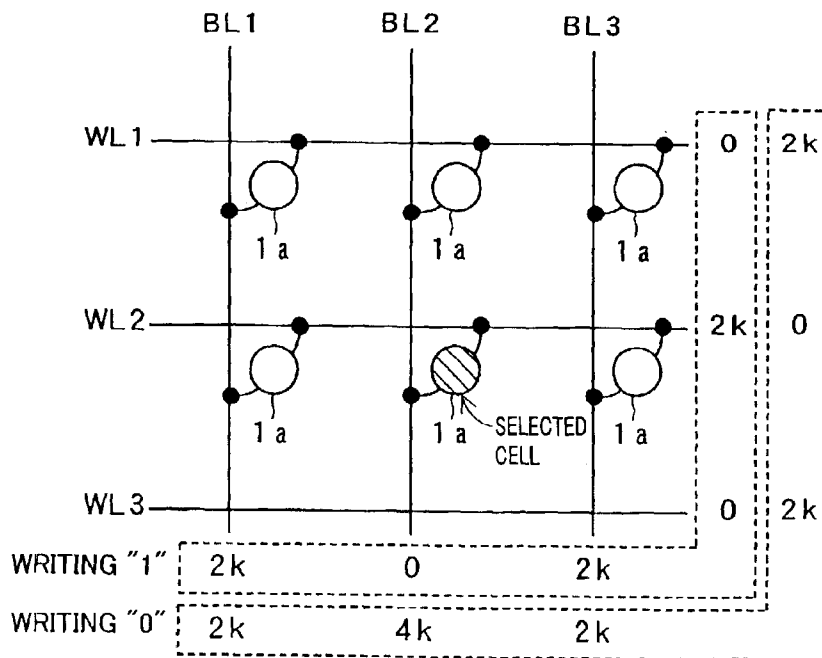 BL1 BL2 BL3
WL1 0 2k
1a 1a 1a
WL2 2k 0
1a 1a SELECTED 1a
CELL
WL3 0 2k
WRITING "1" 2k 0 2k
WRITING "0" 2k 4k 2k